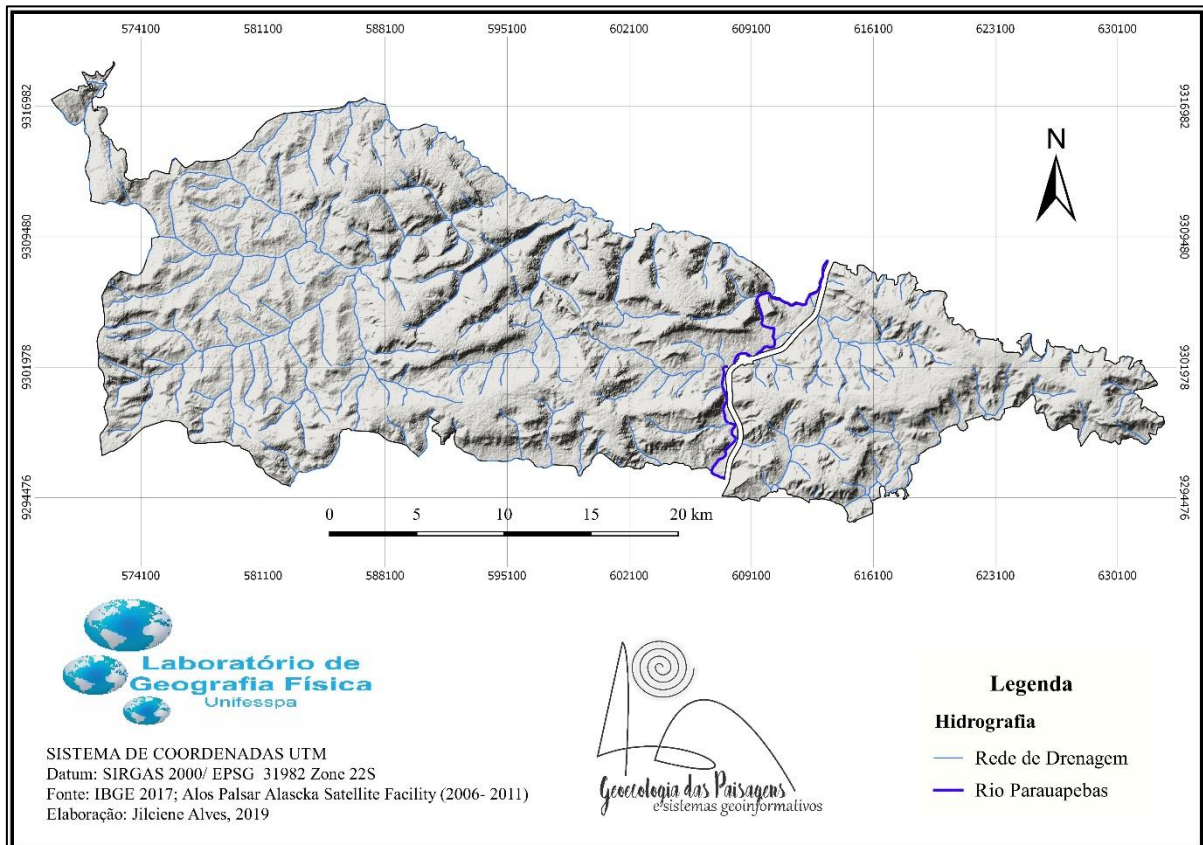 574100 581100 588100 595100 602100 609100 616100 623100 630100
9316982 9316982
N
9309480 9309480
9301978 9301978
9294476 9294476
0 5 10 15 20 km
574100 581100 588100 595100 602100 609100 616100 623100 630100
Laboratório de
Geografia Física
Unifesspa
SISTEMA DE COORDENADAS UTM
Datum: SIRGAS 2000/ EPSG 31982 Zone 22S
Fonte: IBGE 2017; Alos Palsar Alascka Satellite Facility (2006- 2011)
Elaboração: Jilciene Alves, 2019
Geoecologia das Paisagens
e sistemas geoinformativos
Legenda
Hidrografia
Rede de Drenagem
Rio Parauapebas